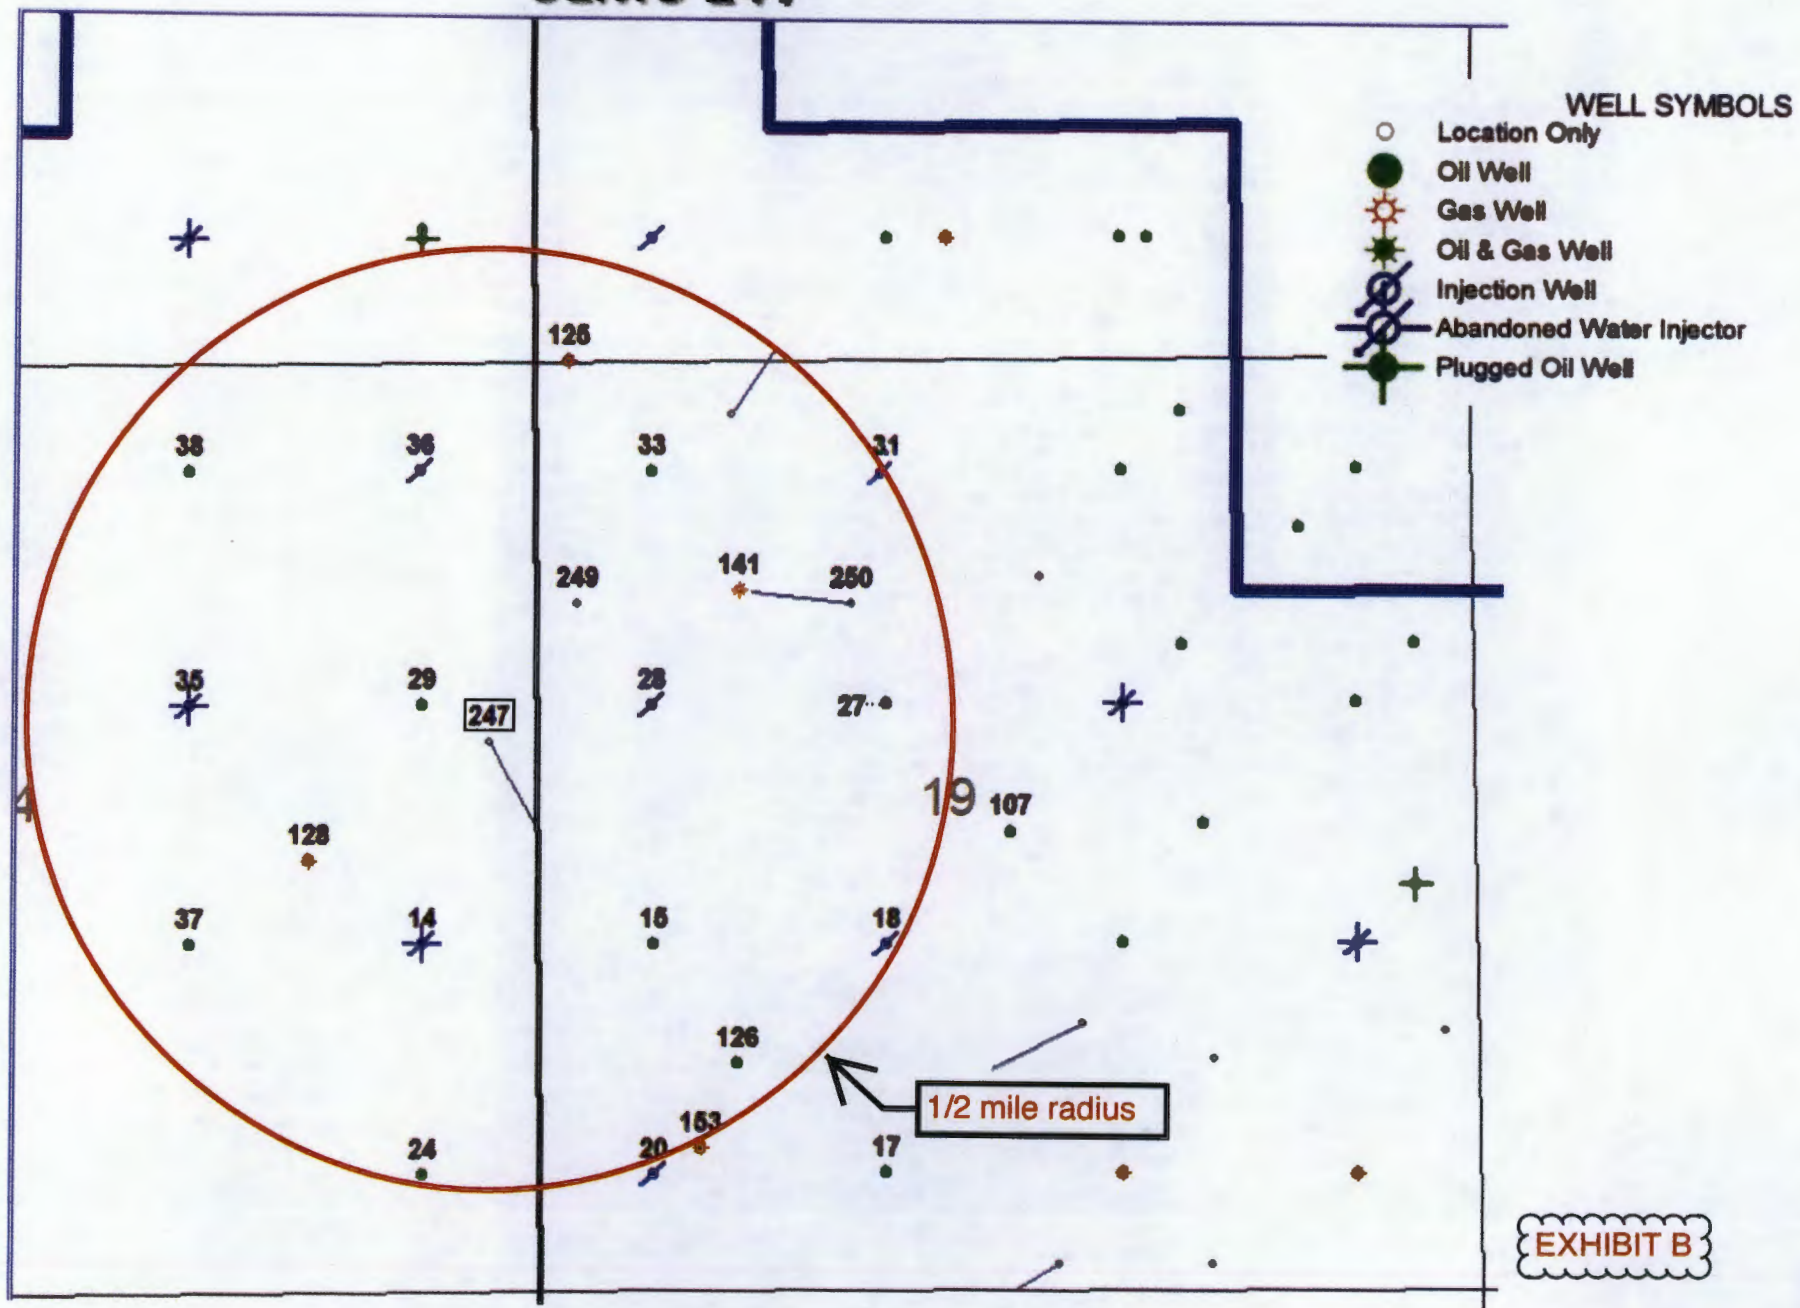 WELL SYMBOLS
Location Only
Oil Well
Gas Well
Oil & Gas Well
Injection Well
Abandoned Water Injector
Plugged Oil Well
125
38
36
33
31
249
141
250
35
29
247
28
27
4
19
107
128
37
14
15
18
126
1/2 mile radius
153
24
20
17
EXHIBIT B